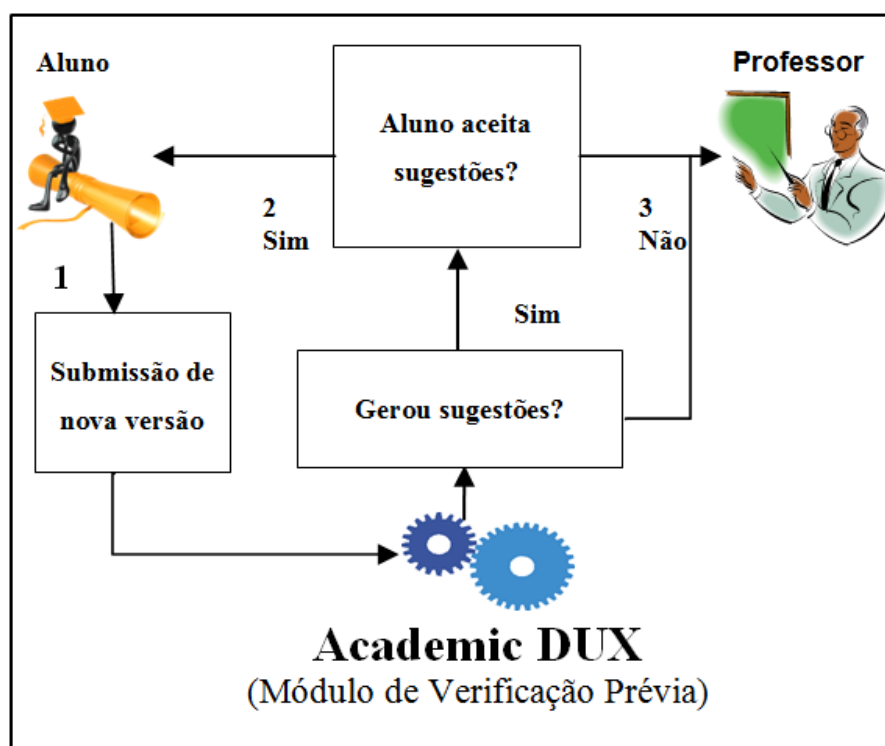 Aluno
Professor
Aluno aceita
sugestões?
2
Sim
3
Não
1
Submissão de
nova versão
Sim
Gerou sugestões?
Academic DUX
(Módulo de Verificação Prévia)